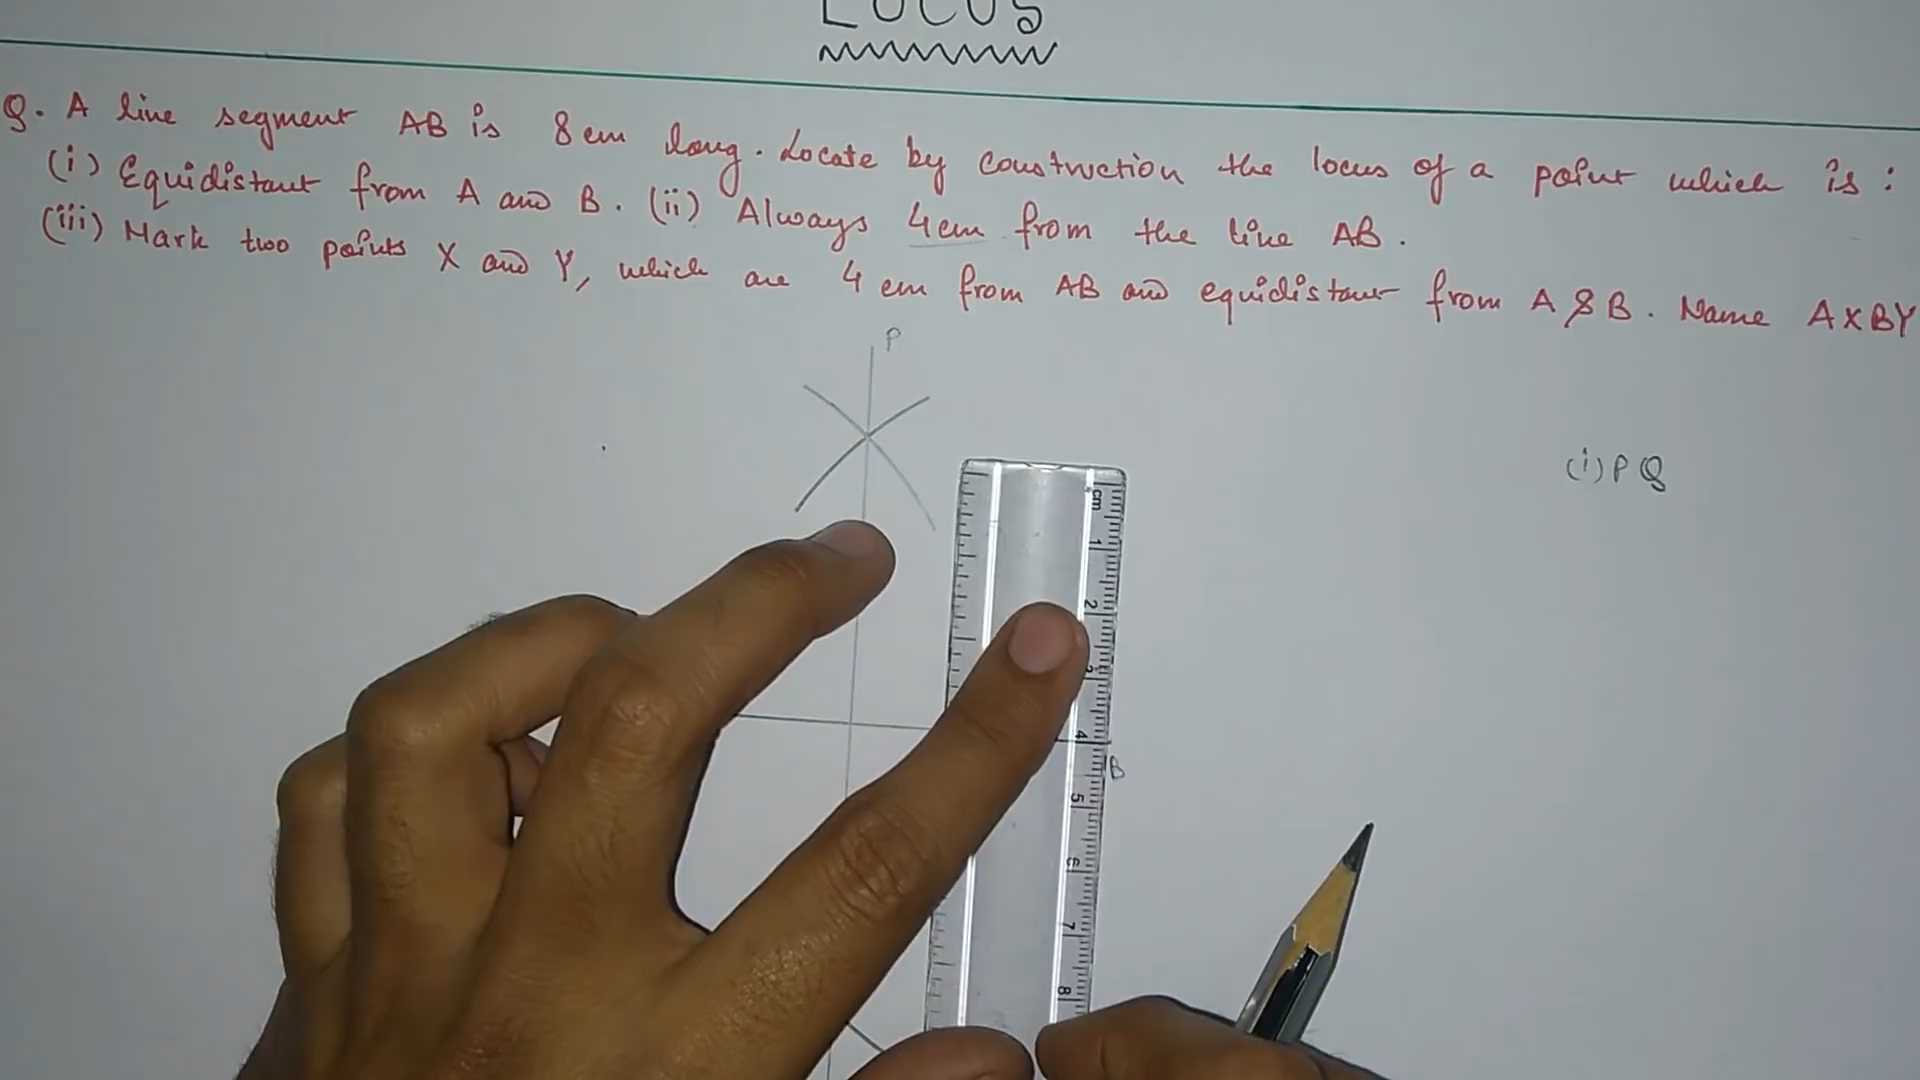 LOCUS
Q. A line segment AB is 8 cm long. Locate by construction the locus of a point which is :
(i) Equidistant from A and B. (ii) Always 4 cm from the line AB.
(iii) Mark two points X and Y, which are 4 cm from AB and equidistant from A & B. Name AXBY
P
(i) PQ
cm
1
2
3
4
B
5
6
7
8